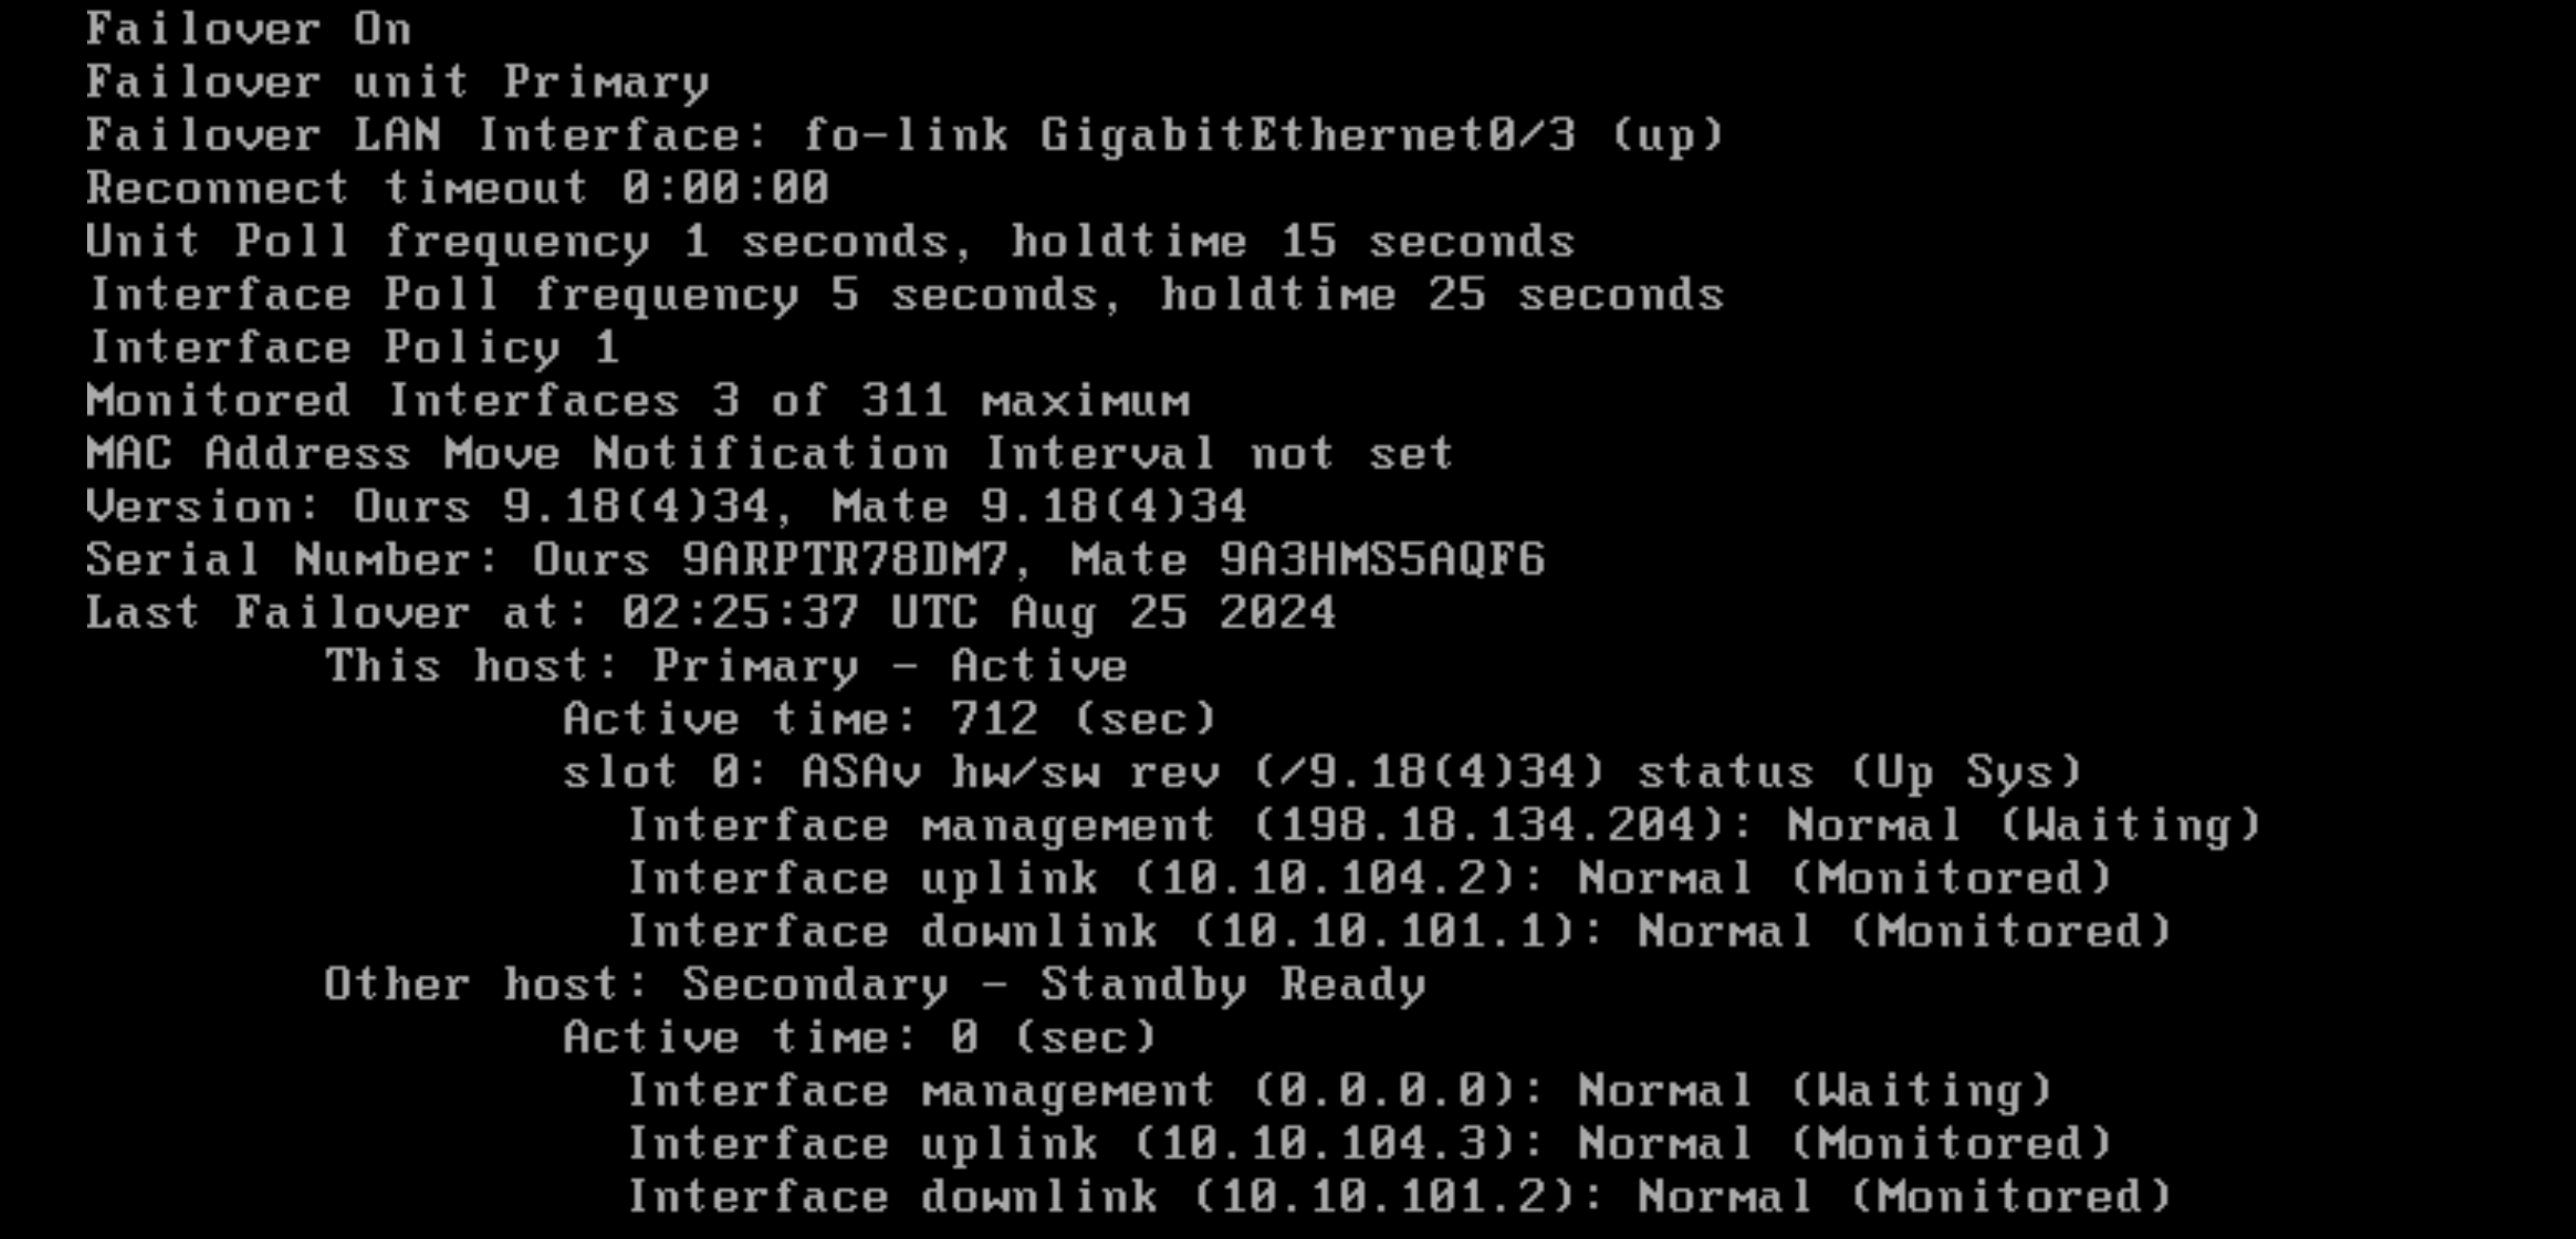 Failover On
Failover unit Primary
Failover LAN Interface: fo-link GigabitEthernet0/3 (up)
Reconnect timeout 0:00:00
Unit Poll frequency 1 seconds, holdtime 15 seconds
Interface Poll frequency 5 seconds, holdtime 25 seconds
Interface Policy 1
Monitored Interfaces 3 of 311 maximum
MAC Address Move Notification Interval not set
Version: Ours 9.18(4)34, Mate 9.18(4)34
Serial Number: Ours 9ARPTR78DM7, Mate 9A3HMS5AQF6
Last Failover at: 02:25:37 UTC Aug 25 2024
This host: Primary - Active
Active time: 712 (sec)
slot 0: ASAv hw/sw rev (/9.18(4)34) status (Up Sys)
Interface management (198.18.134.204): Normal (Waiting)
Interface uplink (10.10.104.2): Normal (Monitored)
Interface downlink (10.10.101.1): Normal (Monitored)
Other host: Secondary - Standby Ready
Active time: 0 (sec)
Interface management (0.0.0.0): Normal (Waiting)
Interface uplink (10.10.104.3): Normal (Monitored)
Interface downlink (10.10.101.2): Normal (Monitored)